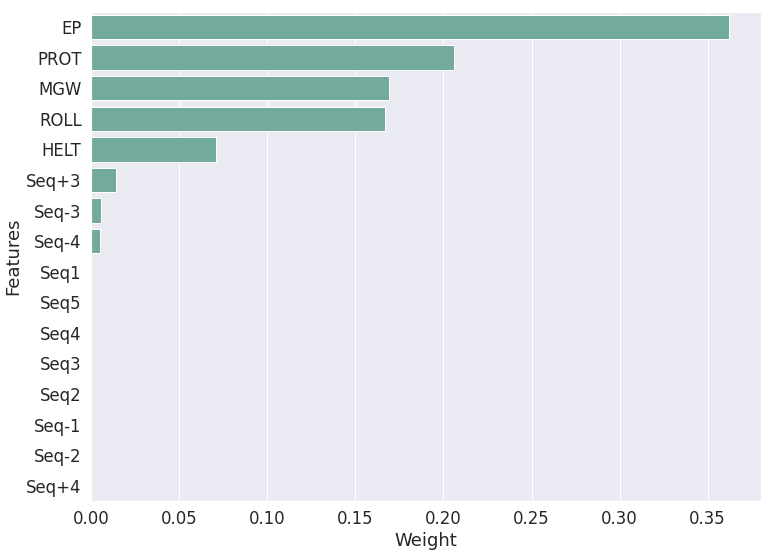 EP
PROT
MGW
ROLL
HELT
Seq+3
Seq-3
Seq-4
Seq1
Seq5
Seq4
Seq3
Seq2
Seq-1
Seq-2
Seq+4
Features
0.00 0.05 0.10 0.15 0.20 0.25 0.30 0.35
Weight